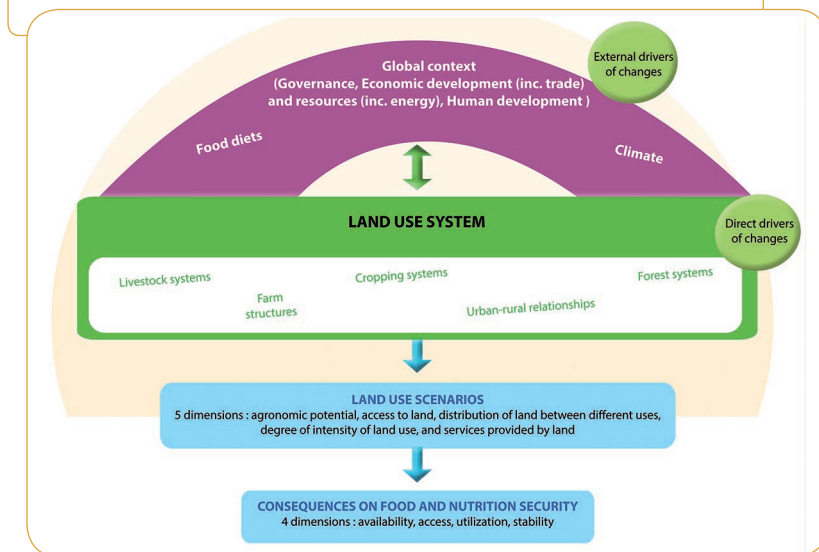 External drivers
of changes
Global context
(Governance, Economic development (inc. trade)
and resources (inc. energy), Human development )
Food diets
Climate
Direct drivers
of changes
LAND USE SYSTEM
Livestock systems
Cropping systems
Forest systems
Farm
structures
Urban-rural relationships
LAND USE SCENARIOS
5 dimensions : agronomic potential, access to land, distribution of land between different uses,
degree of intensity of land use, and services provided by land
CONSEQUENCES ON FOOD AND NUTRITION SECURITY
4 dimensions : availability, access, utilization, stability